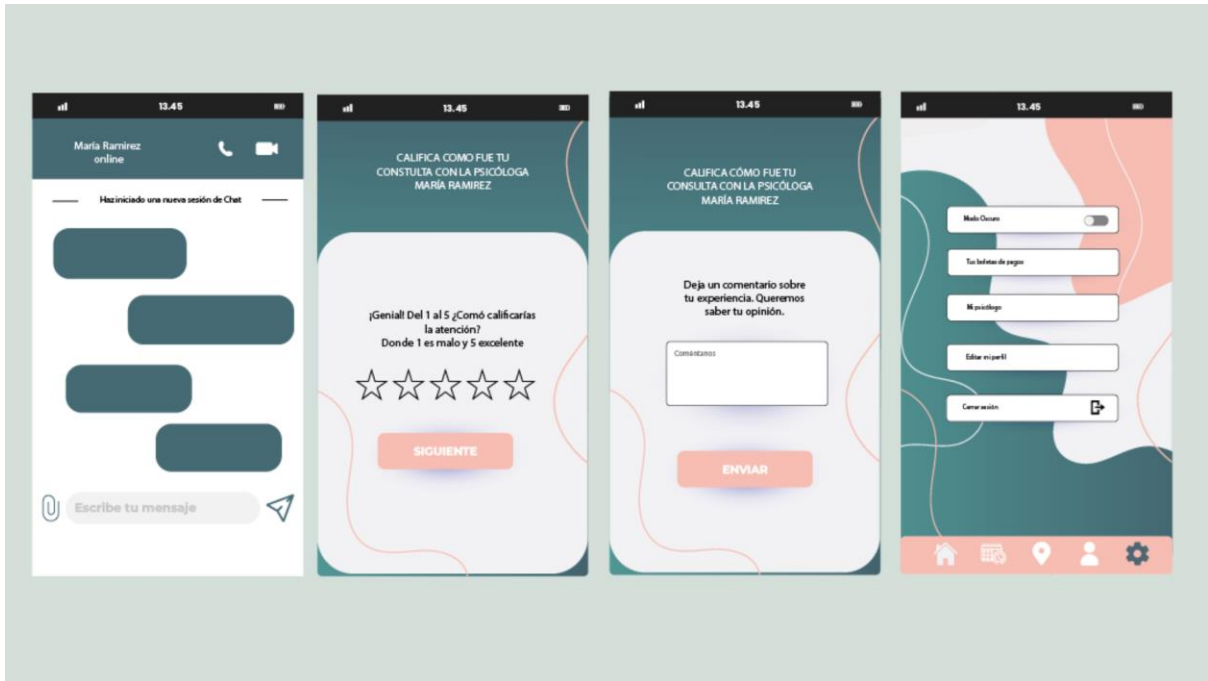 13.45
María Ramirez
online
Haz iniciado una nueva sesión de Chat
Escribe tu mensaje
13.45
CALIFICA COMO FUE TU
CONSTULTA CON LA PSICÓLOGA
MARÍA RAMIREZ
¡Genial! Del 1 al 5 ¿Comó calificarías
la atención?
Donde 1 es malo y 5 excelente
SIGUIENTE
13.45
CALIFICA CÓMO FUE TU
CONSULTA CON LA PSICÓLOGA
MARÍA RAMIREZ
Deja un comentario sobre
tu experiencia. Queremos
saber tu opinión.
Coméntanos
ENVIAR
13.45
Modo Oscuro
Tus boletas de pagos
Mi psicólogo
Editar mi perfil
Cerrar sesión